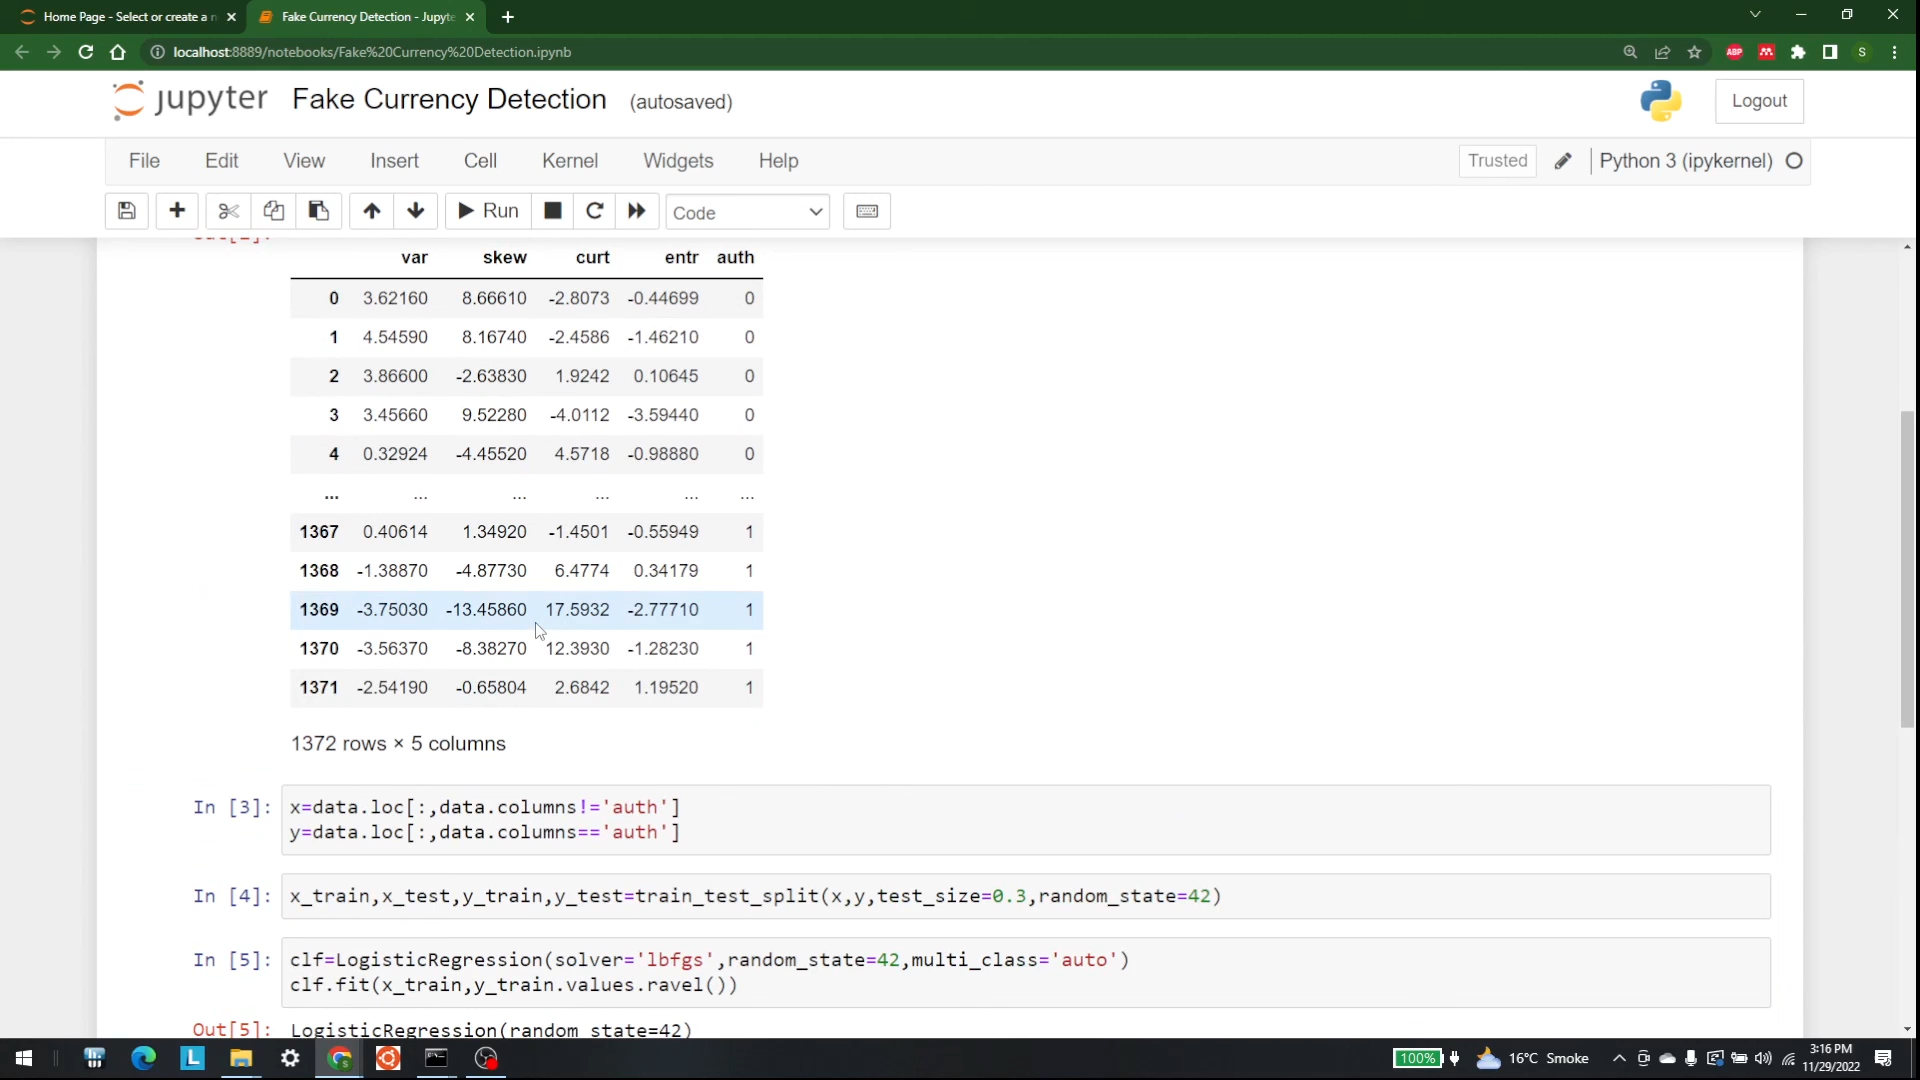 Home Page - Select or create a n
Fake Currency Detection - Jupyte
localhost:8889/notebooks/Fake%20Currency%20Detection.ipynb
ABP
S
jupyter Fake Currency Detection (autosaved)
Logout
File Edit View Insert Cell Kernel Widgets Help
Trusted
Python 3 (ipykernel)
Run
Code
var skew curt entr auth
0 3.62160 8.66610 -2.8073 -0.44699 0
1 4.54590 8.16740 -2.4586 -1.46210 0
2 3.86600 -2.63830 1.9242 0.10645 0
3 3.45660 9.52280 -4.0112 -3.59440 0
4 0.32924 -4.45520 4.5718 -0.98880 0
... ... ... ... ... ...
1367 0.40614 1.34920 -1.4501 -0.55949 1
1368 -1.38870 -4.87730 6.4774 0.34179 1
1369 -3.75030 -13.45860 17.5932 -2.77710 1
1370 -3.56370 -8.38270 12.3930 -1.28230 1
1371 -2.54190 -0.65804 2.6842 1.19520 1
1372 rows × 5 columns
In [3]: x=data.loc[:,data.columns!='auth']
y=data.loc[:,data.columns=='auth']
In [4]: x_train,x_test,y_train,y_test=train_test_split(x,y,test_size=0.3,random_state=42)
In [5]: clf=LogisticRegression(solver='lbfgs',random_state=42,multi_class='auto')
clf.fit(x_train,y_train.values.ravel())
Out[5]: LogisticRegression(random_state=42)
L
100%
16°C Smoke
3:16 PM
11/29/2022